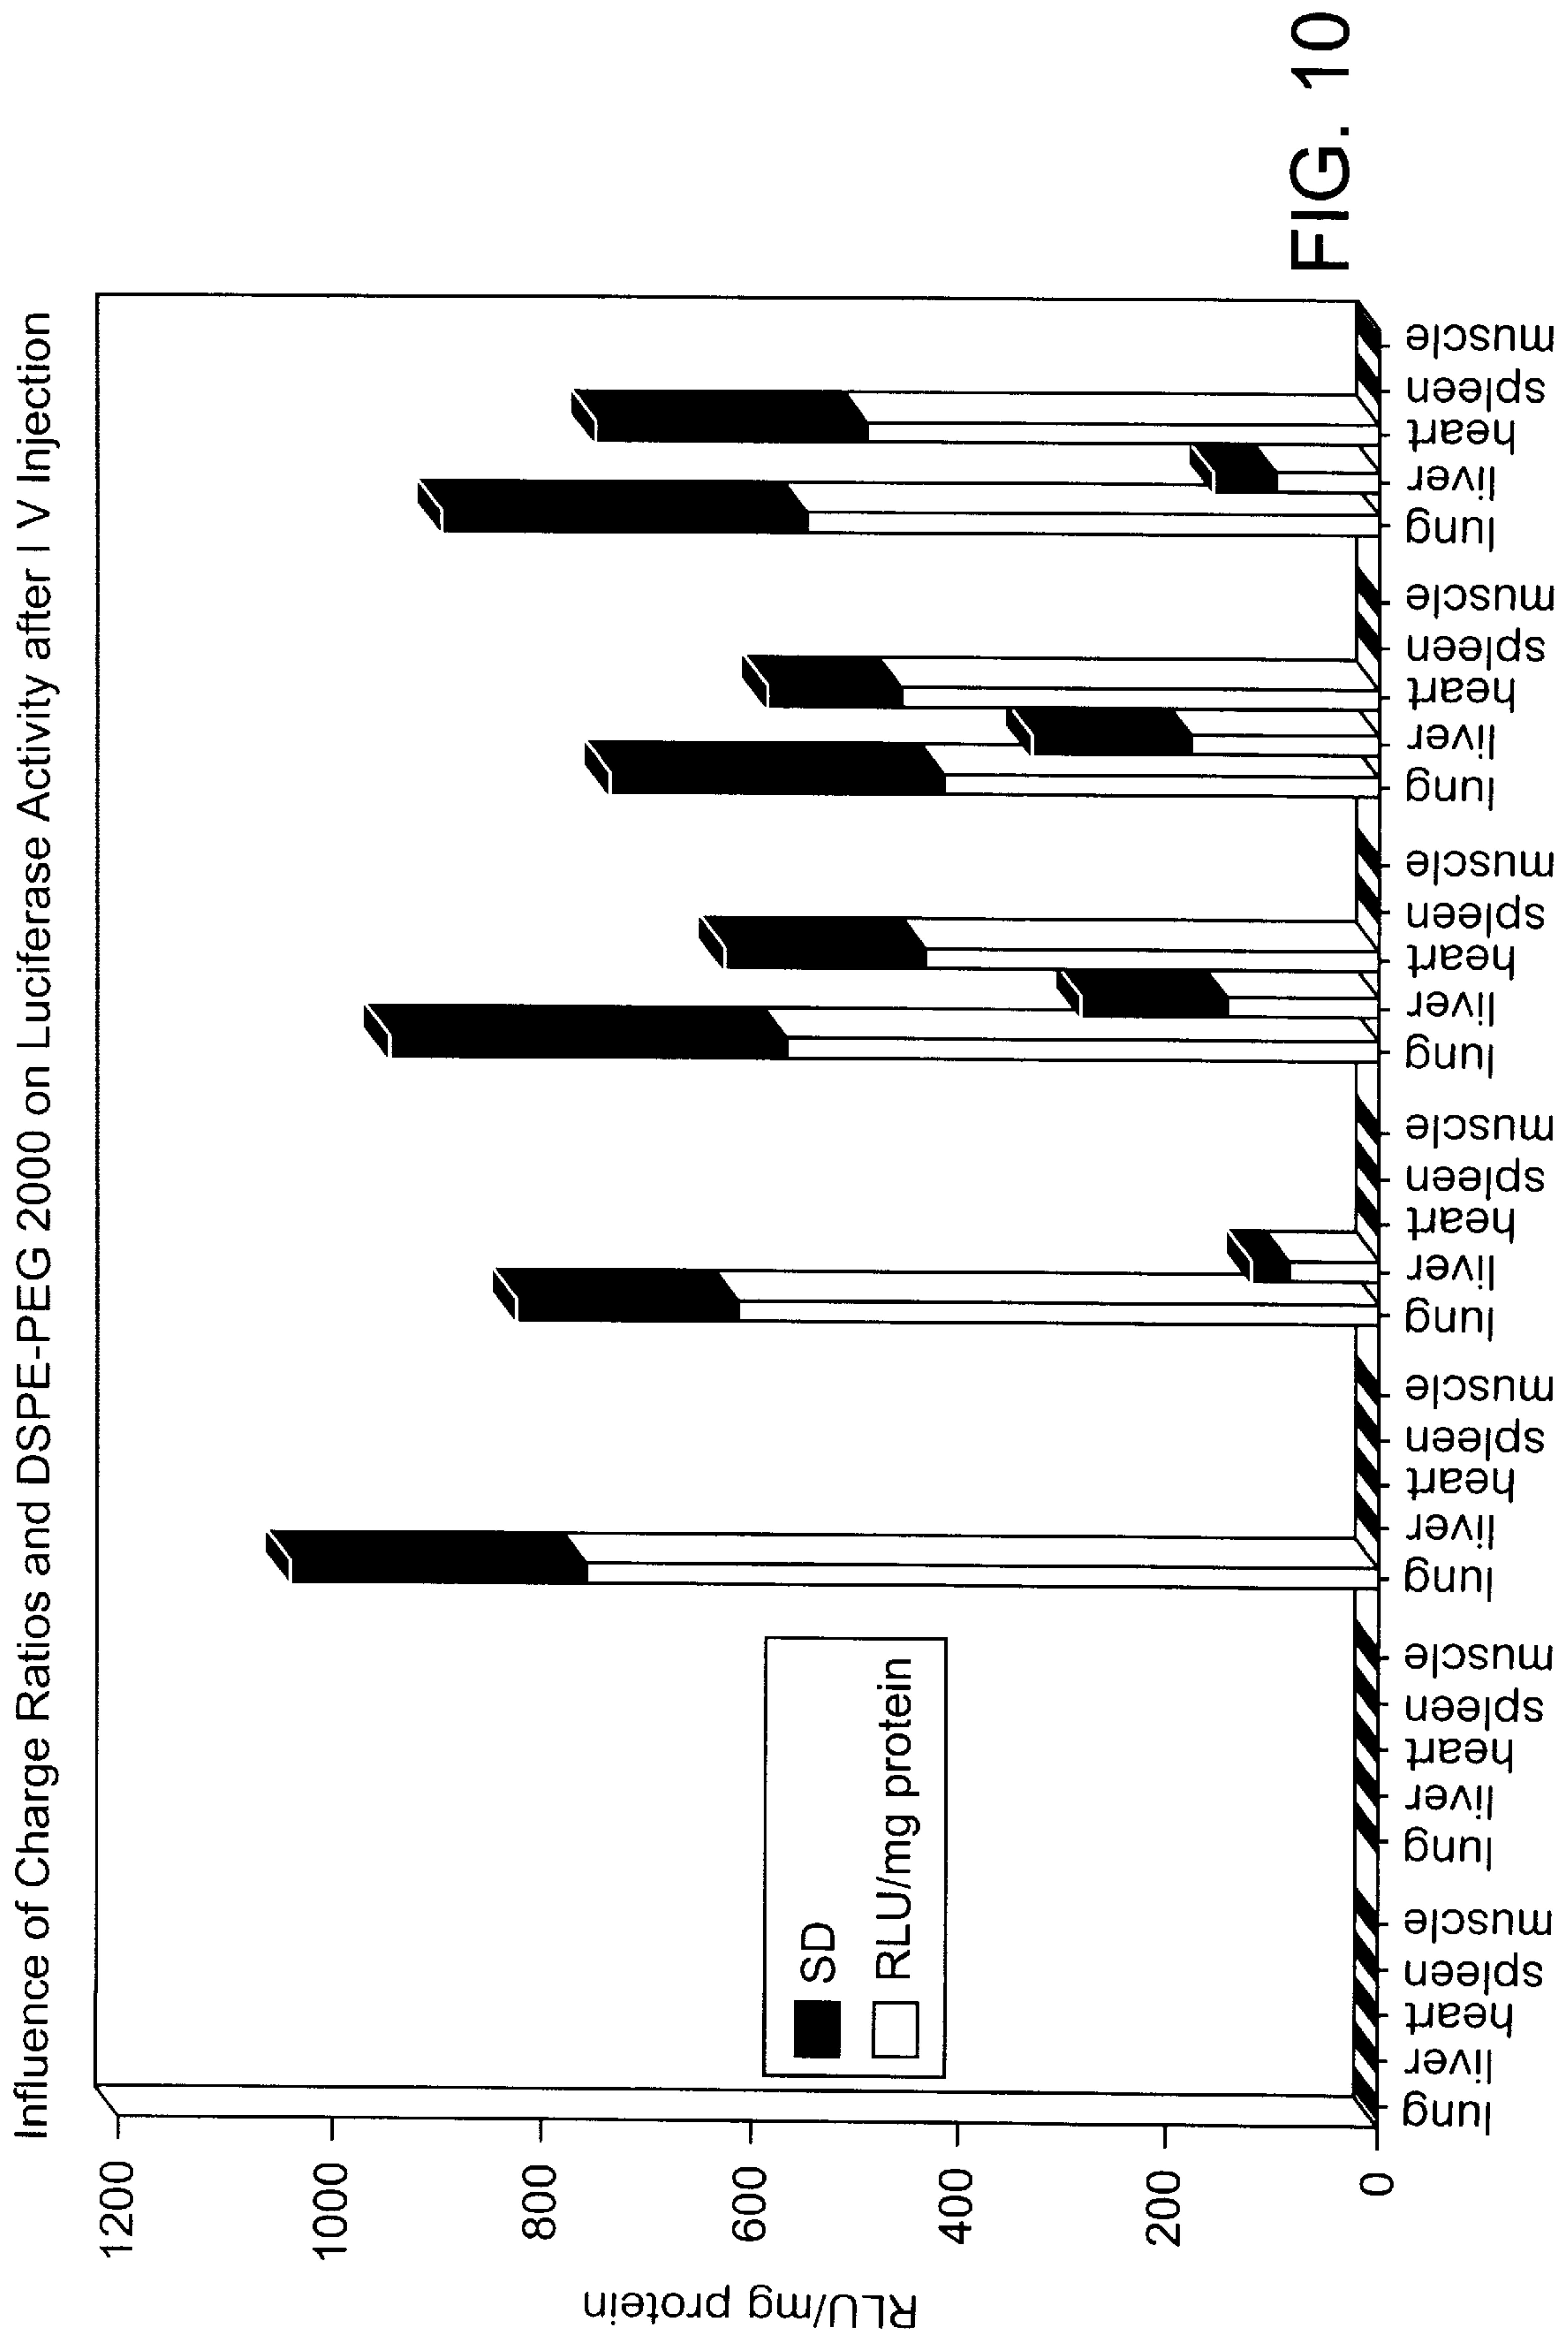 Influence of Charge Ratios and DSPE-PEG 2000 on Luciferase Activity after I V Injection
RLU/mg protein
1200
1000
800
600
400
200
0
SD
RLU/mg protein
lung
liver
heart
spleen
muscle
lung
liver
heart
spleen
muscle
lung
liver
heart
spleen
muscle
lung
liver
heart
spleen
muscle
lung
liver
heart
spleen
muscle
lung
liver
heart
spleen
muscle
lung
liver
heart
spleen
muscle
FIG. 10